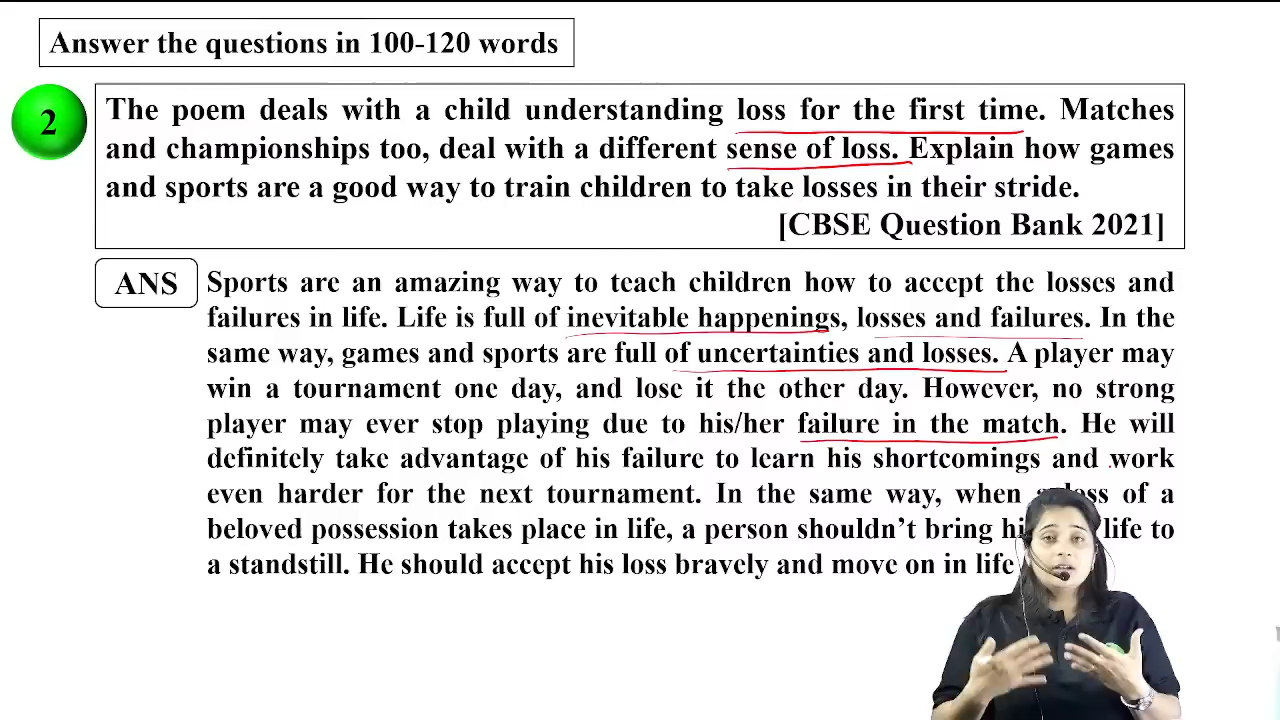 Answer the questions in 100-120 words
2
The poem deals with a child understanding loss for the first time. Matches
and championships too, deal with a different sense of loss. Explain how games
and sports are a good way to train children to take losses in their stride.
[CBSE Question Bank 2021]
ANS
Sports are an amazing way to teach children how to accept the losses and
failures in life. Life is full of inevitable happenings, losses and failures. In the
same way, games and sports are full of uncertainties and losses. A player may
win a tournament one day, and lose it the other day. However, no strong
player may ever stop playing due to his/her failure in the match. He will
definitely take advantage of his failure to learn his shortcomings and work
even harder for the next tournament. In the same way, when a loss of a
beloved possession takes place in life, a person shouldn't bring life to
a standstill. He should accept his loss bravely and move on in life